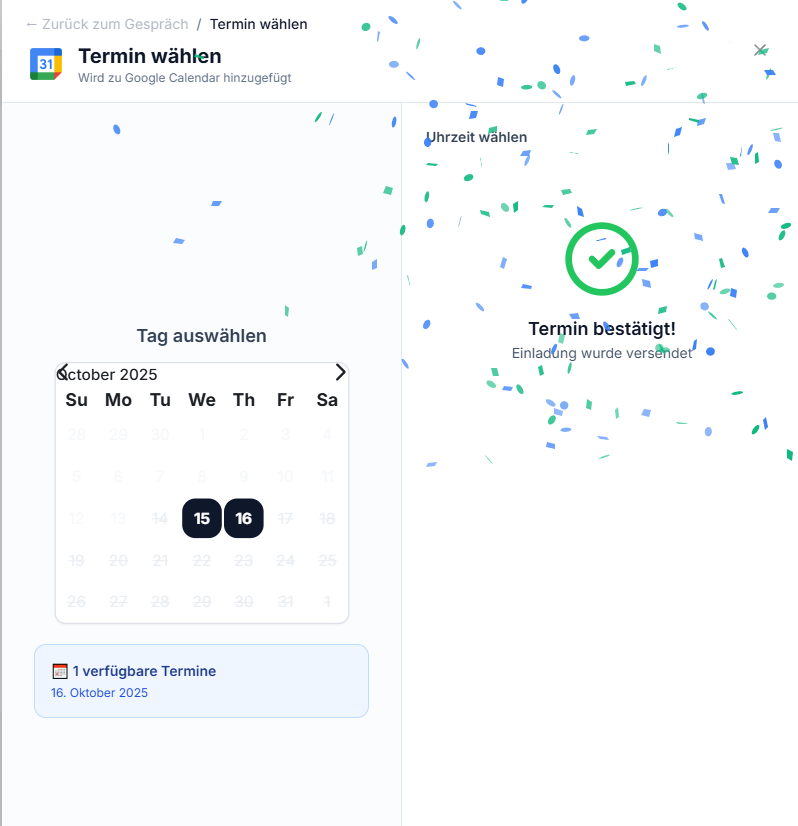 ← Zurück zum Gespräch / Termin wählen
31
Termin wählen
Wird zu Google Calendar hinzugefügt
Tag auswählen
October 2025
Su Mo Tu We Th Fr Sa
28 29 30 1 2 3 4
5 6 7 8 9 10 11
12 13 14 15 16 17 18
19 20 21 22 23 24 25
26 27 28 29 30 31 1
1 verfügbare Termine
16. Oktober 2025
Uhrzeit wählen
Termin bestätigt!
Einladung wurde versendet